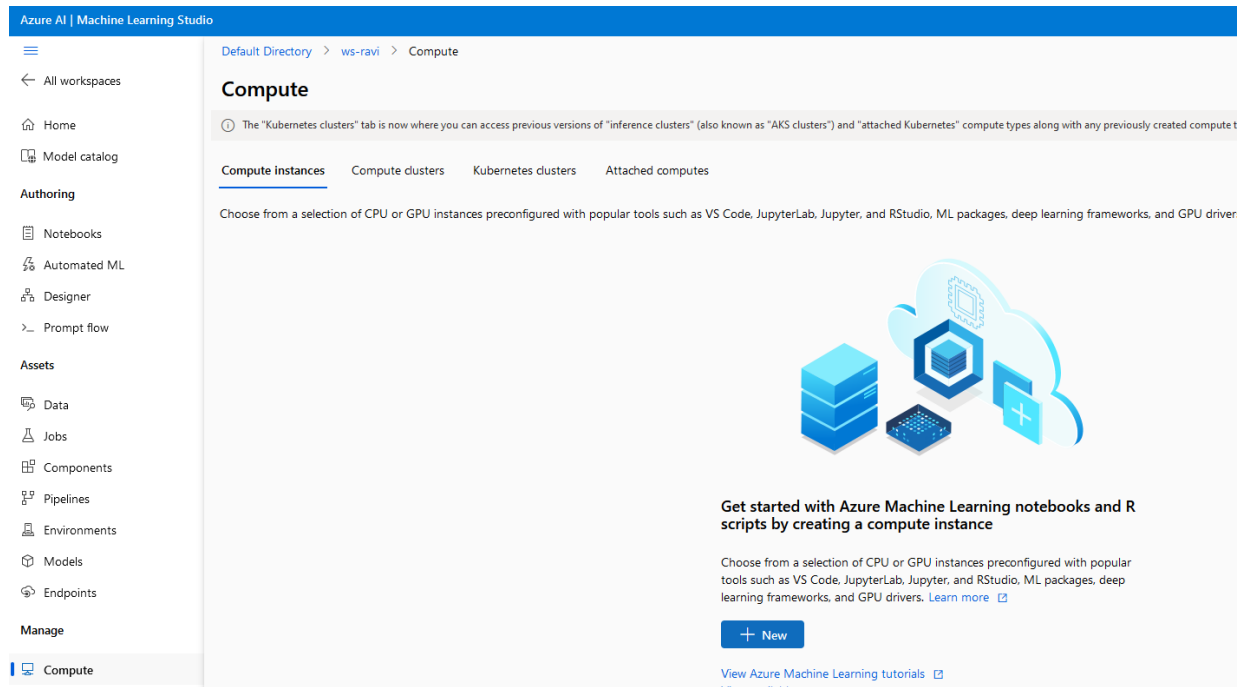 Azure AI | Machine Learning Studio
All workspaces
Home
Model catalog
Authoring
Notebooks
Automated ML
Designer
Prompt flow
Assets
Data
Jobs
Components
Pipelines
Environments
Models
Endpoints
Manage
Compute
Default Directory > ws-ravi > Compute
Compute
The "Kubernetes clusters" tab is now where you can access previous versions of "inference clusters" (also known as "AKS clusters") and "attached Kubernetes" compute types along with any previously created compute t
Compute instances Compute clusters Kubernetes clusters Attached computes
Choose from a selection of CPU or GPU instances preconfigured with popular tools such as VS Code, JupyterLab, Jupyter, and RStudio, ML packages, deep learning frameworks, and GPU driver
Get started with Azure Machine Learning notebooks and R
scripts by creating a compute instance
Choose from a selection of CPU or GPU instances preconfigured with popular
tools such as VS Code, JupyterLab, Jupyter, and RStudio, ML packages, deep
learning frameworks, and GPU drivers. Learn more
+ New
View Azure Machine Learning tutorials